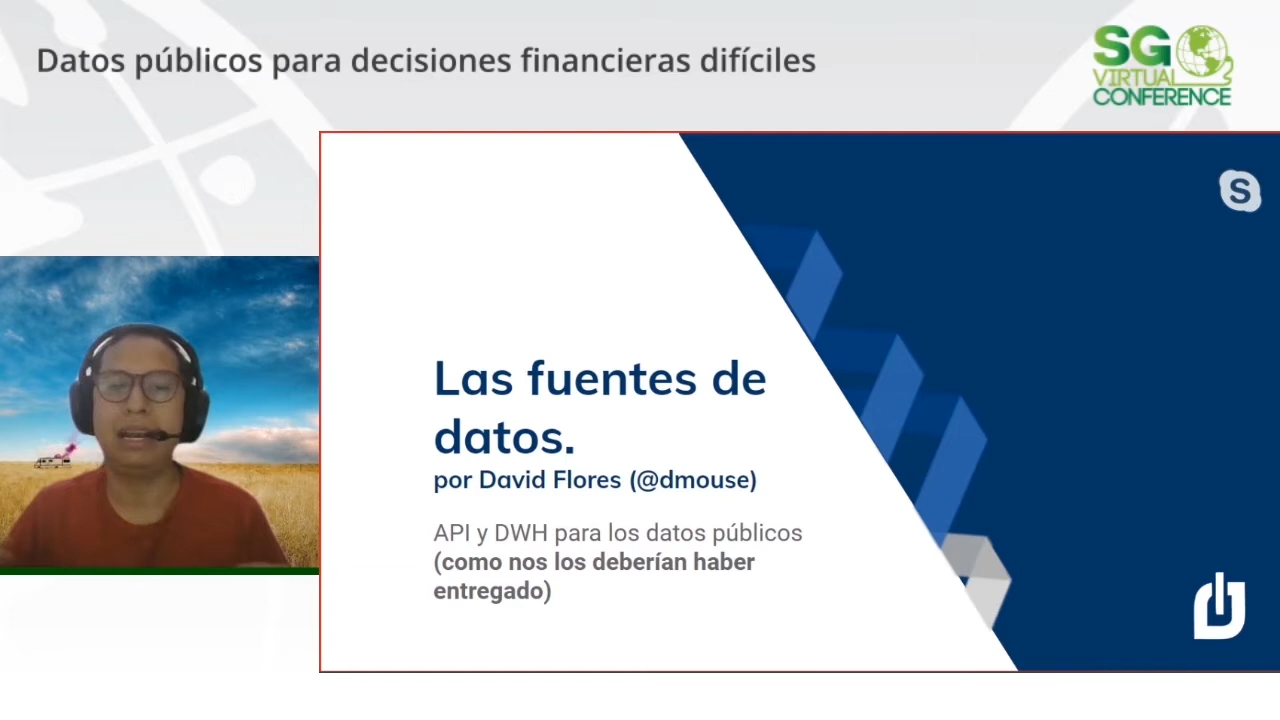 Datos públicos para decisiones financieras difíciles
SG
VIRTUAL
CONFERENCE
S
Las fuentes de
datos.
por David Flores (@dmouse)
API y DWH para los datos públicos
(como nos los deberían haber
entregado)